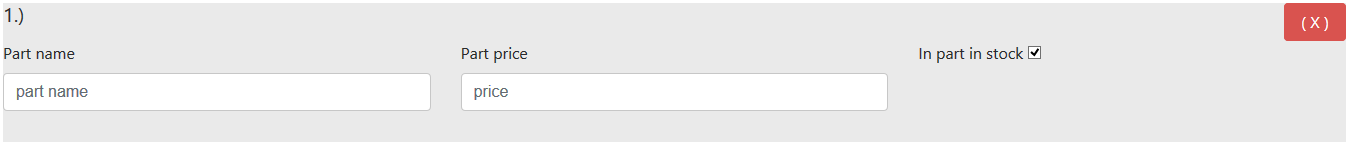 1.)
( X )
Part name
Part price
In part in stock
part name
price